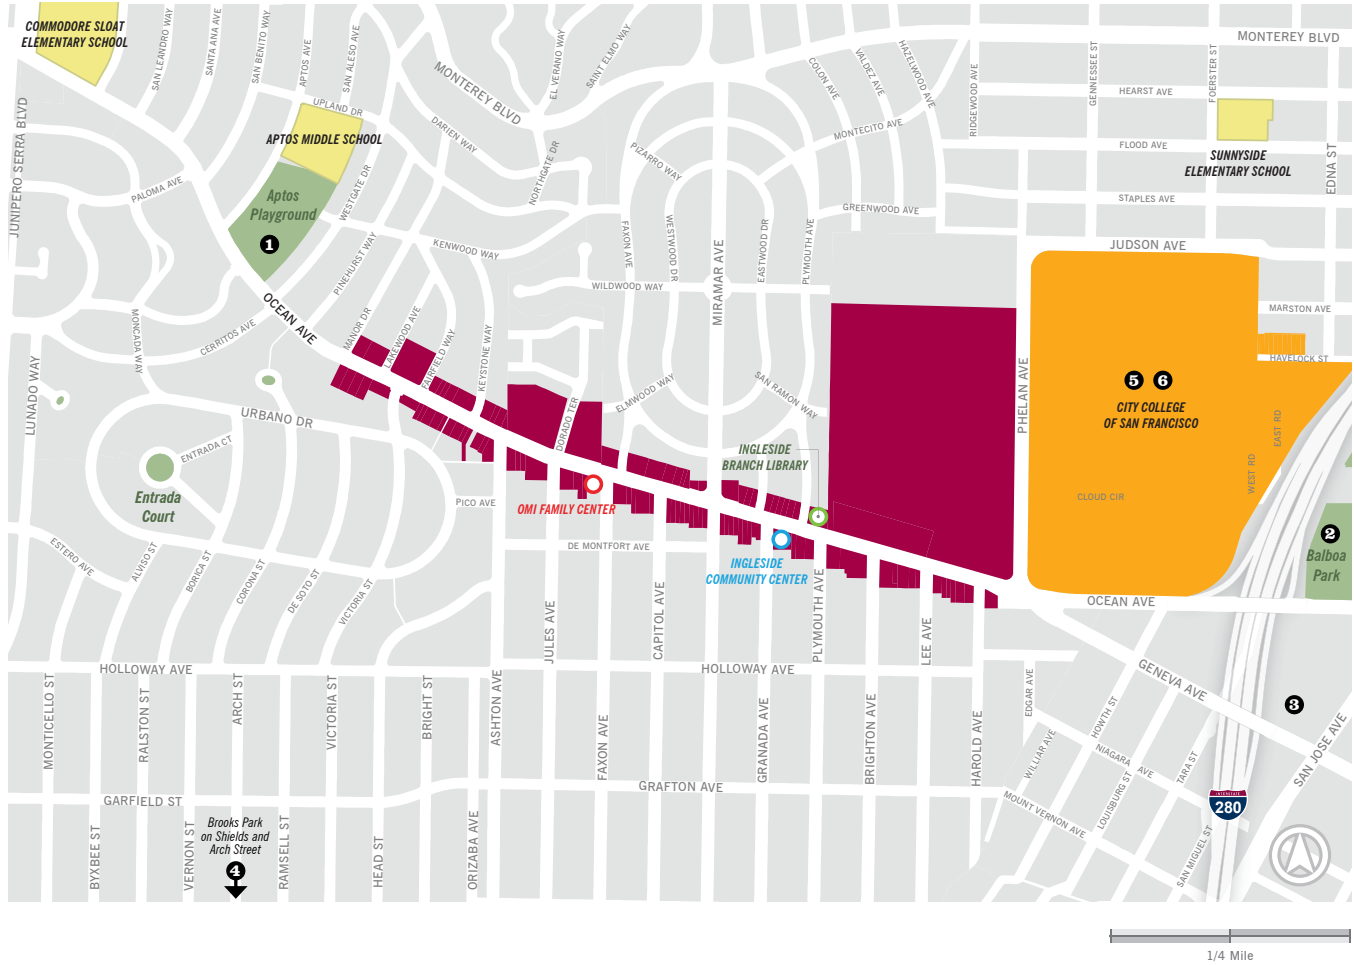 COMMODORE SLOAT
ELEMENTARY SCHOOL
SAN LEANDRO WAY
SANTA ANA AVE
SAN BENITO WAY
APTOS AVE
SAN ALESO AVE
EL VERANO WAY
SAINT ELMO WAY
MONTEREY BLVD
MONTEREY BLVD
COLON AVE
VALDEZ AVE
HAZELWOOD AVE
RIDGEWOOD AVE
GENNESSEE ST
FOERSTER ST
HEARST AVE
UPLAND DR
APTOS MIDDLE SCHOOL
DARIEN WAY
NORTHGATE DR
PIZARRO WAY
MONTECITO AVE
FLOOD AVE
SUNNYSIDE
ELEMENTARY SCHOOL
EDNA ST
JUNIPERO SERRA BLVD
PALOMA AVE
Aptos
Playground
1
WESTGATE DR
PINEHURST WAY
KENWOOD WAY
FAXON AVE
WESTWOOD DR
MIRAMAR AVE
EASTWOOD DR
PLYMOUTH AVE
GREENWOOD AVE
STAPLES AVE
JUDSON AVE
WILDWOOD WAY
MARSTON AVE
HAVELOCK ST
OCEAN AVE
MONCADA WAY
CERRITOS AVE
MANOR DR
LAKEWOOD AVE
FAIRFIELD WAY
KEYSTONE WAY
DORADO TER
ELMWOOD WAY
SAN RAMON WAY
PHELAN AVE
5 6
CITY COLLEGE
OF SAN FRANCISCO
EAST RD
WEST RD
CLOUD CIR
LUNADO WAY
URBANO DR
ENTRADA CT
Entrada
Court
INGLESIDE
BRANCH LIBRARY
PICO AVE
OMI FAMILY CENTER
DE MONTFORT AVE
INGLESIDE
COMMUNITY CENTER
2
Balboa
Park
OCEAN AVE
ESTERO AVE
ALVISO ST
BORICA ST
CORONA ST
DE SOTO ST
VICTORIA ST
JULES AVE
CAPITOL AVE
PLYMOUTH AVE
LEE AVE
HOLLOWAY AVE
HOLLOWAY AVE
GENEVA AVE
MONTICELLO ST
RALSTON ST
ARCH ST
VICTORIA ST
BRIGHT ST
ASHTON AVE
FAXON AVE
GRANADA AVE
BRIGHTON AVE
HAROLD AVE
EDGAR AVE
WILLIAR AVE
HOWTH ST
NIAGARA AVE
LOUISBURG ST
TARA ST
MOUNT VERNON AVE
SAN MIGUEL ST
3
SAN JOSE AVE
INTERSTATE
280
GRAFTON AVE
GARFIELD ST
BYXBEE ST
VERNON ST
Brooks Park
on Shields and
Arch Street
4
RAMSELL ST
HEAD ST
ORIZABA AVE
1/4 Mile